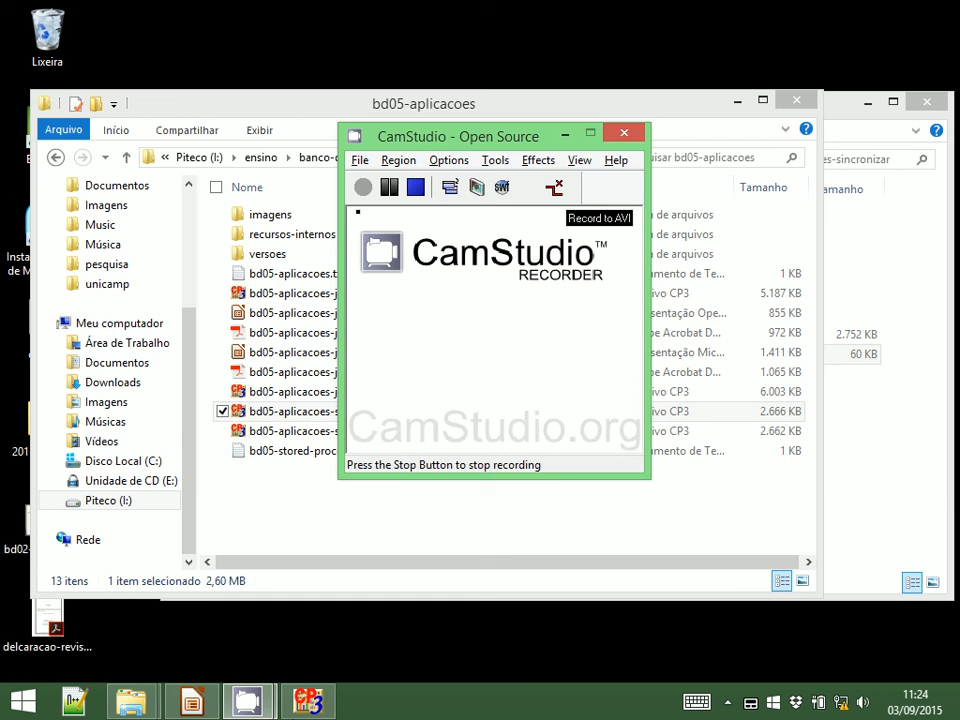 Lixeira
bd05-aplicacoes
Arquivo
Início
Compartilhar
Exibir
« Piteco (I:) ensino banco-d
uisar bd05-aplicacoes
es-sincronizar
Documentos
Imagens
Music
Música
pesquisa
unicamp
Meu computador
Área de Trabalho
Documentos
Downloads
Imagens
Músicas
Vídeos
Disco Local (C:)
Unidade de CD (E:)
Piteco (I:)
Rede
Nome
Tamanho
amanho
imagens
a de arquivos
recursos-internos
a de arquivos
versoes
a de arquivos
bd05-aplicacoes.t
umento de Te...
1 KB
bd05-aplicacoes-j
ivo CP3
5.187 KB
bd05-aplicacoes-j
sentação Ope...
855 KB
bd05-aplicacoes-j
be Acrobat D...
972 KB
2.752 KB
bd05-aplicacoes-j
sentação Mic...
1.411 KB
60 KB
bd05-aplicacoes-j
be Acrobat D...
1.065 KB
bd05-aplicacoes-j
ivo CP3
6.003 KB
bd05-aplicacoes-s
ivo CP3
2.666 KB
bd05-aplicacoes-s
ivo CP3
2.662 KB
bd05-stored-proc
umento de Te...
1 KB
CamStudio - Open Source
File Region Options Tools Effects View Help
SWF
Record to AVI
CamStudio™
RECORDER
CamStudio.org
Press the Stop Button to stop recording
13 itens
1 item selecionado 2,60 MB
Insta
de M
201
bd02-
delcaracao-revis...
11:24
03/09/2015